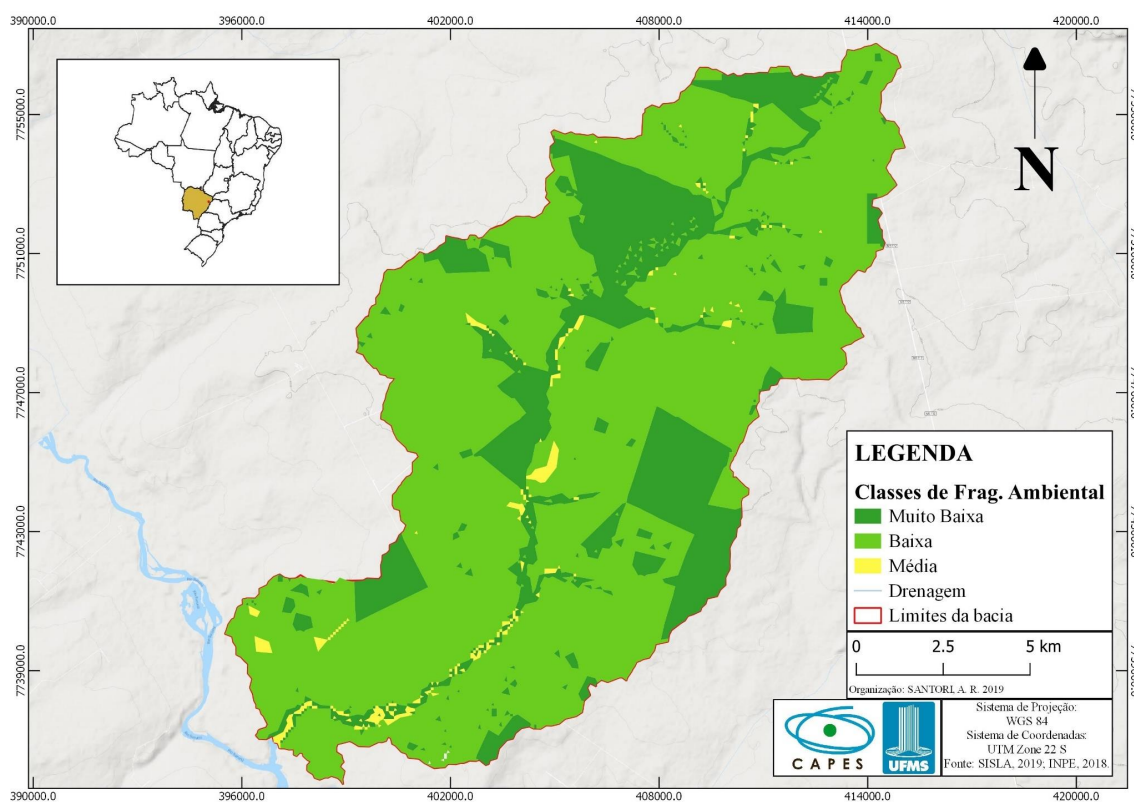 390000.0 396000.0 402000.0 408000.0 414000.0 420000.0
7755000.0
7751000.0
7747000.0
7743000.0
7739000.0
N
LEGENDA
Classes de Frag. Ambiental
Muito Baixa
Baixa
Média
Drenagem
Limites da bacia
0 2.5 5 km
Organização: SANTORI, A. R. 2019
CAPES
UFMS
Sistema de Projeção:
WGS 84
Sistema de Coordenadas:
UTM Zone 22 S
Fonte: SISLA, 2019; INPE, 2018.
390000.0 396000.0 402000.0 408000.0 414000.0 420000.0